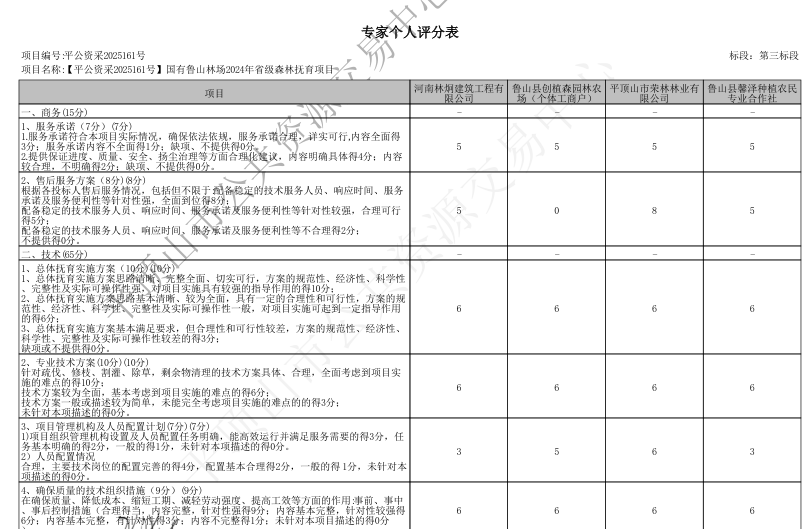 专家个人评分表
项目编号:平公资采2025161号 标段：第三标段
项目名称:【平公资采2025161号】国有鲁山林场2024年省级森林抚育项目
项目 河南林炯建筑工程有限公司 鲁山县创植森园林农场（个体工商户） 平顶山市荣林林业有限公司 鲁山县馨泽种植农民专业合作社
一、商务(15分) – – – –
1、服务承诺（7分）(7分)
1.服务承诺符合本项目实际情况，确保依法依规，服务承诺合理、详实可行,内容全面得
3分；服务承诺内容不全面得1分；缺项、不提供得0分。
2.提供保证进度、质量、安全、扬尘治理等方面合理化建议，内容明确具体得4分；内容
较合理，不明确得2分；缺项、不提供得0分。
5 5 5 5
2、售后服务方案（8分）(8分)
根据各投标人售后服务情况，包括但不限于:配备稳定的技术服务人员、响应时间、服务
承诺及服务便利性等针对性强，全面到位得8分；
配备稳定的技术服务人员、响应时间、服务承诺及服务便利性等针对性较强，合理可行
得5分；
配备稳定的技术服务人员、响应时间、服务承诺及服务便利性等不合理得2分；
不提供得0分。
5 0 8 5
二、技术(65分) – – – –
1、总体抚育实施方案（10分)(10分)
1、总体抚育实施方案思路清晰、完整全面、切实可行，方案的规范性、经济性、科学性
、完整性及实际可操作性强、对项目实施具有较强的指导作用的得10分；
2、总体抚育实施方案思路基本清晰、较为全面，具有一定的合理性和可行性，方案的规
范性、经济性、科学性、完整性及实际可操作性一般，对项目实施可起到一定指导作用
的得6分；
3、总体抚育实施方案基本满足要求，但合理性和可行性较差，方案的规范性、经济性、
科学性、完整性及实际可操作性较差的得3分；
缺项或不提供得0分。
6 6 6 6
2、专业技术方案(10分)(10分)
针对疏伐、修枝、割灌、除草，剩余物清理的技术方案具体、合理，全面考虑到项目实
施的难点的得10分；
技术方案较为全面，基本考虑到项目实施的难点的得6分；
技术方案一般或描述较为简单，未能完全考虑项目实施难点的的得3分；
未针对本项描述的得0分。
6 6 6 6
3、项目管理机构及人员配置计划(7分)(7分)
1)项目组织管理机构设置及人员配置任务明确，能高效运行并满足服务需要的得3分，任
务基本明确的得2分，一般的得1分，未针对本项描述的得0分。
2）人员配置情况
合理，主要技术岗位的配置完善的得4分，配置基本合理得2分，一般的得 1分，未针对本
项描述的得0分。
3 5 6 3
4、确保质量的技术组织措施（9分）(9分)
在确保质量、降低成本、缩短工期、减轻劳动强度、提高工效等方面的作用:事前、事中
、事后控制措施（合理得当，内容完整，针对性强得9分；内容基本完整，针对性较强得
6分；内容基本完整，有针对性得3分；内容不完整得1分；未针对本项描述的得0分
6 6 6 6
平顶山市公共资源交易中心
平顶山市公共资源交易中心